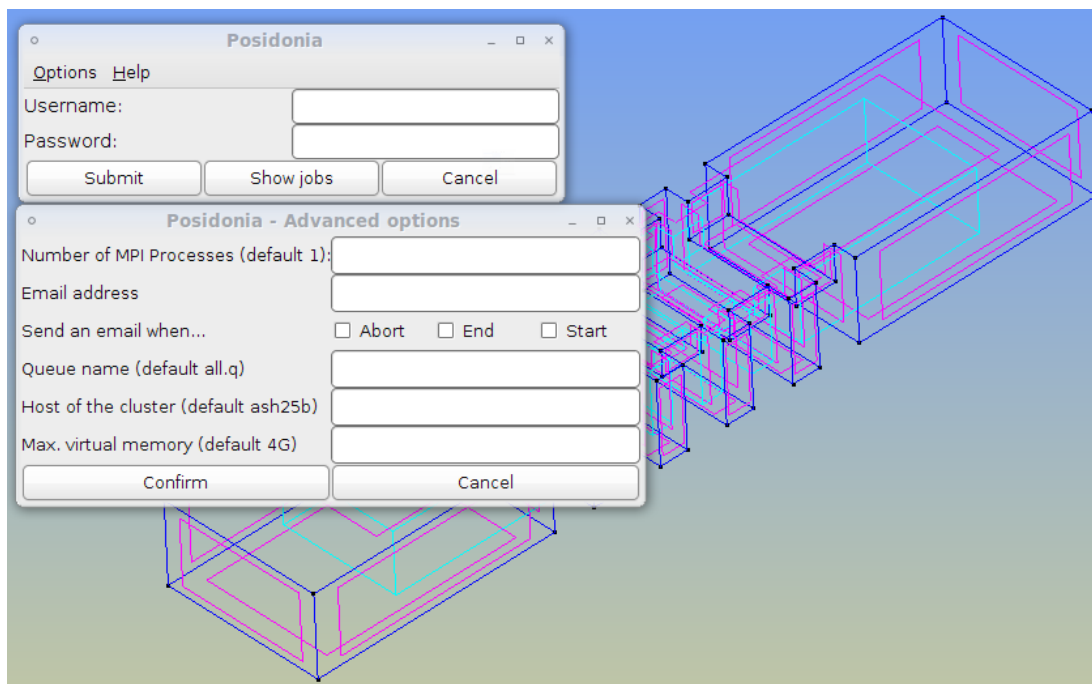 Posidonia
Options Help
Username:
Password:
Submit Show jobs Cancel
Posidonia - Advanced options
Number of MPI Processes (default 1):
Email address
Send an email when... Abort End Start
Queue name (default all.q)
Host of the cluster (default ash25b)
Max. virtual memory (default 4G)
Confirm Cancel